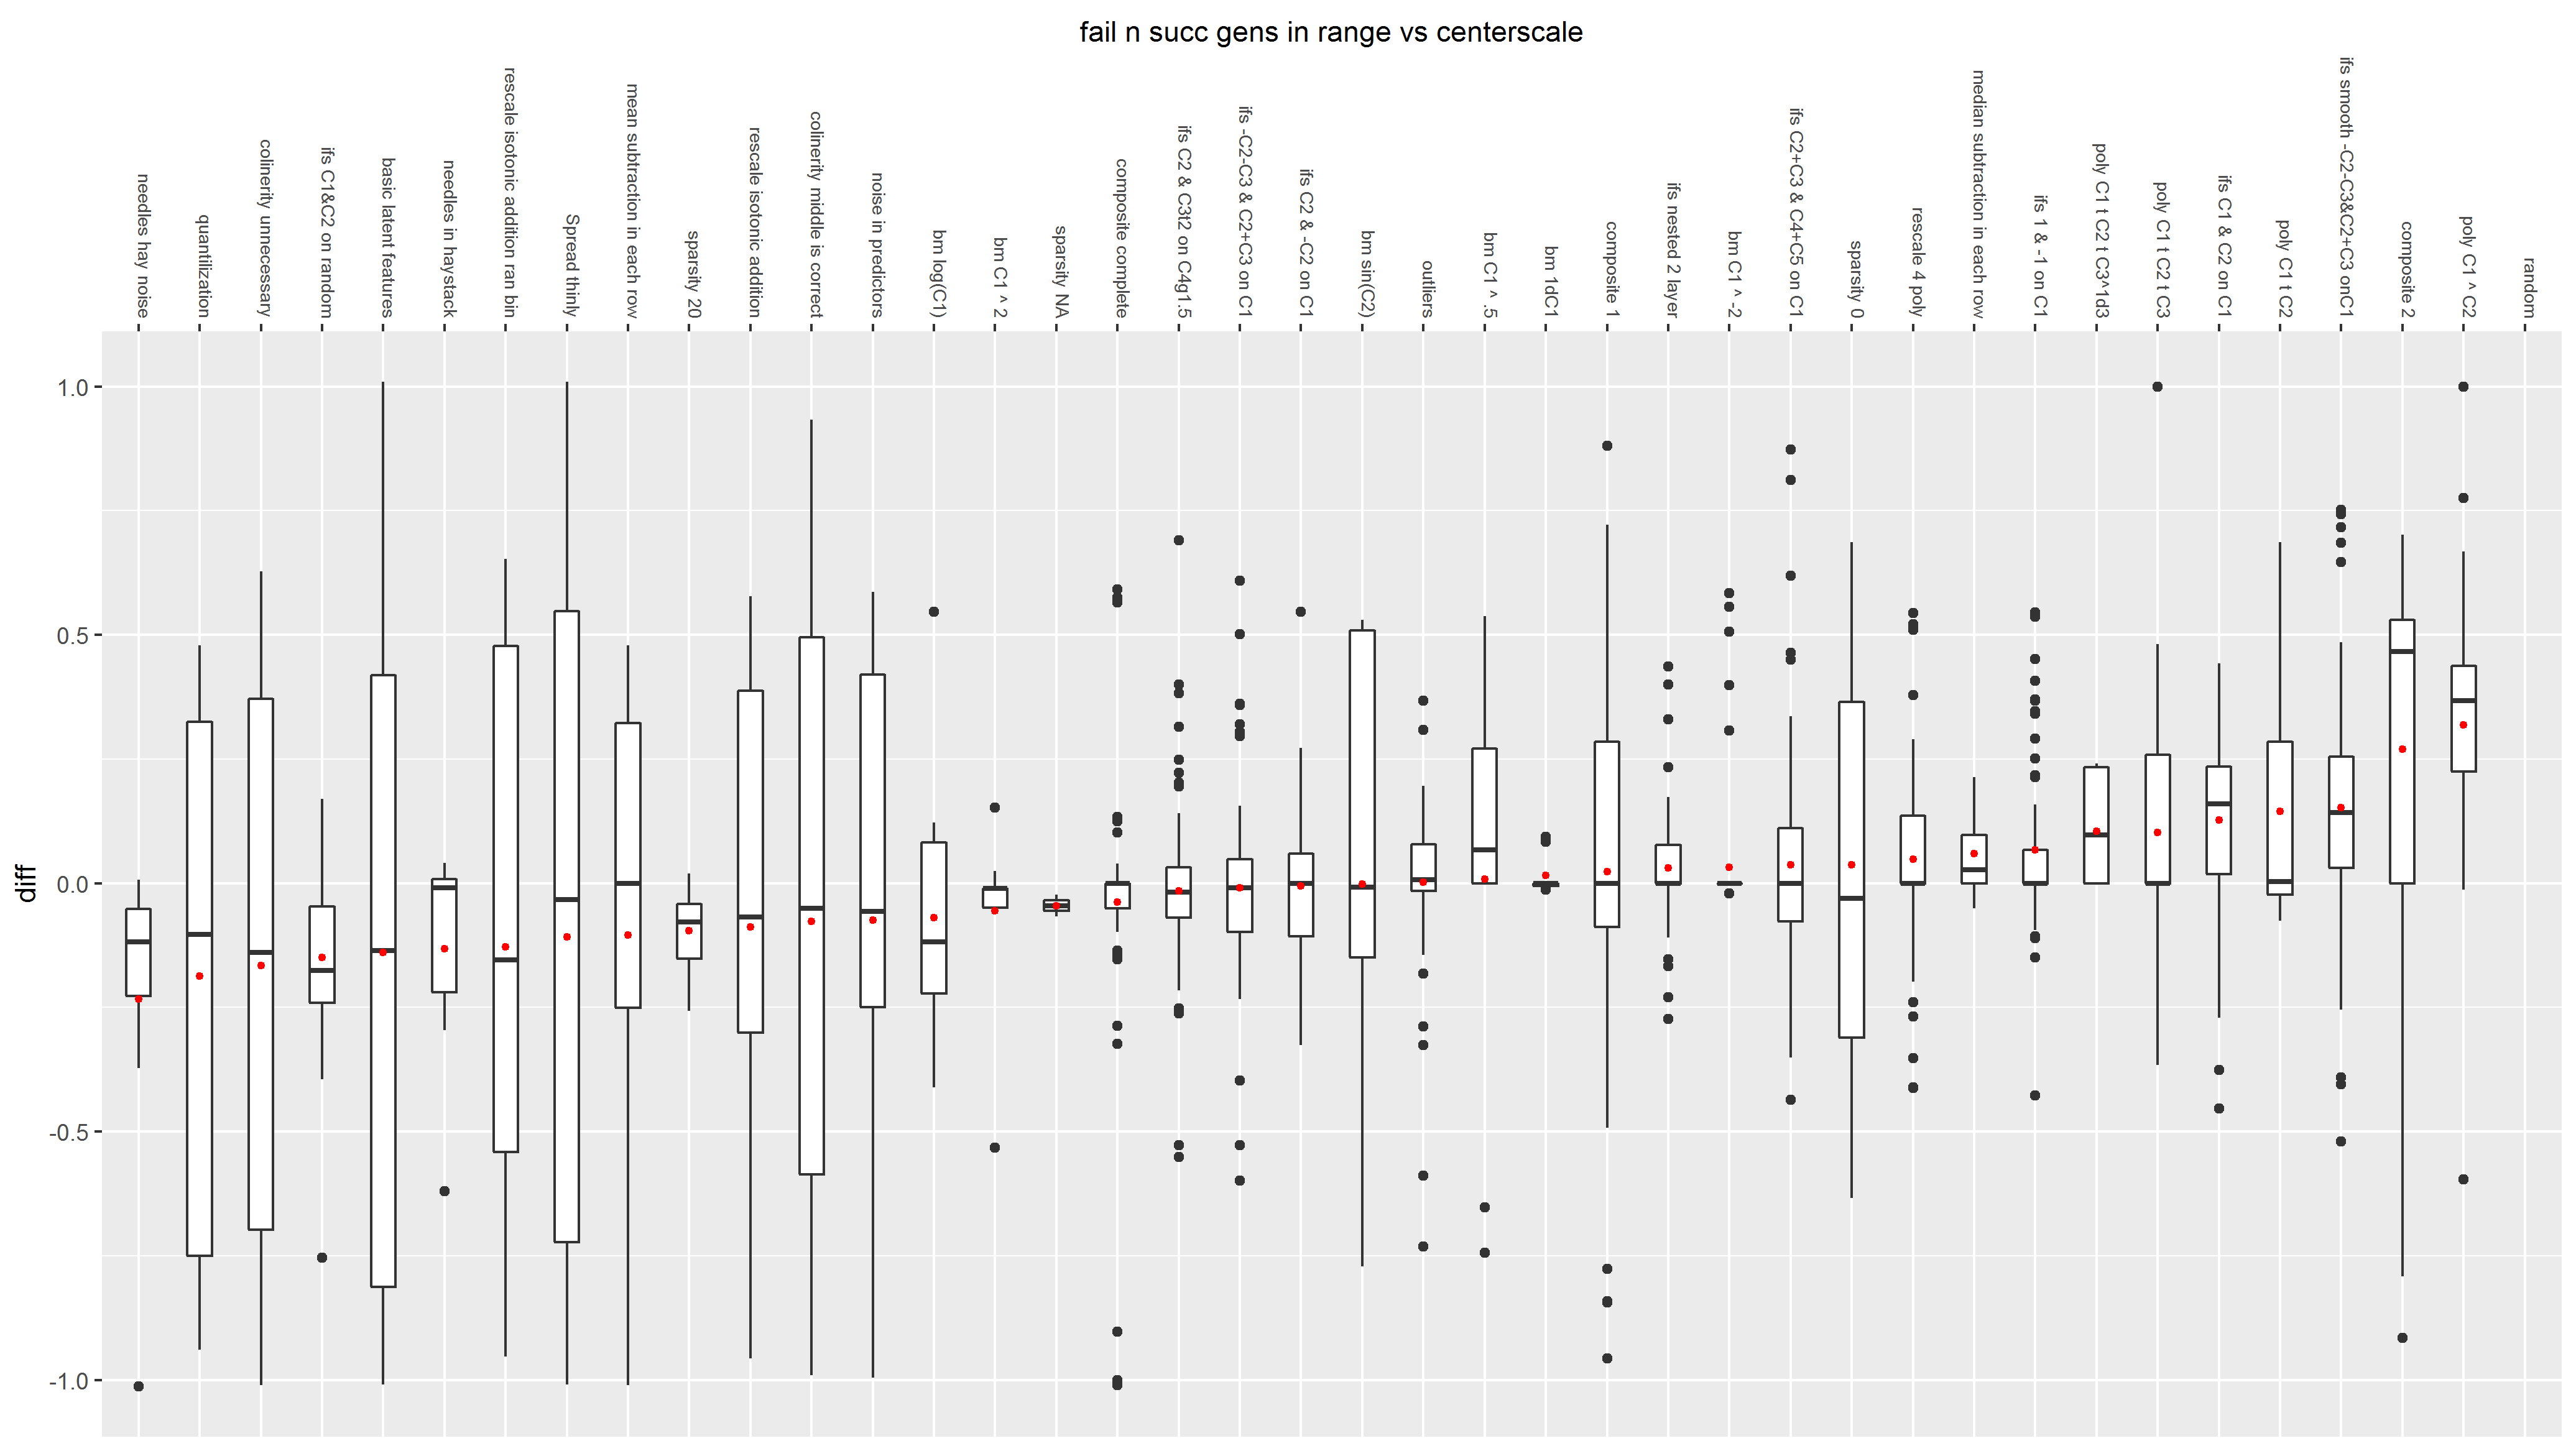 fail n succ gens in range vs centerscale
needles hay noise
quantilization
colinerity unnecessary
ifs C1&C2 on random
basic latent features
needles in haystack
rescale isotonic addition ran bin
Spread thinly
mean subtraction in each row
sparsity 20
rescale isotonic addition
colinerity middle is correct
noise in predictors
bm log(C1)
bm C1 ^ 2
sparsity NA
composite complete
ifs C2 & C3t2 on C4g1.5
ifs -C2-C3 & C2+C3 on C1
ifs C2 & -C2 on C1
bm sin(C2)
outliers
bm C1 ^ .5
bm 1dC1
composite 1
ifs nested 2 layer
bm C1 ^ -2
ifs C2+C3 & C4+C5 on C1
sparsity 0
rescale 4 poly
median subtraction in each row
ifs 1 & -1 on C1
poly C1 t C2 t C3^1d3
poly C1 t C2 t C3
ifs C1 & C2 on C1
poly C1 t C2
ifs smooth -C2-C3&C2+C3 onC1
composite 2
poly C1 ^ C2
random
1.0
0.5
0.0
-0.5
-1.0
diff